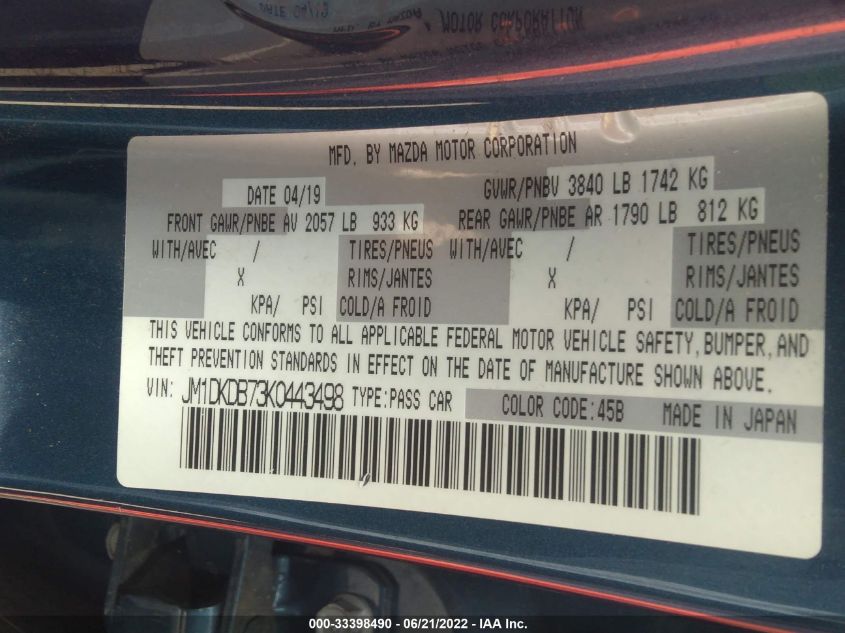 MFD. BY MAZDA MOTOR CORPORATION
DATE 04/19 GVWR/PNBV 3840 LB 1742 KG
FRONT GAWR/PNBE AV 2057 LB 933 KG REAR GAWR/PNBE AR 1790 LB 812 KG
WITH/AVEC / TIRES/PNEUS WITH/AVEC / TIRES/PNEUS
X RIMS/JANTES X RIMS/JANTES
KPA/ PSI COLD/A FROID KPA/ PSI COLD/A FROID
THIS VEHICLE CONFORMS TO ALL APPLICABLE FEDERAL MOTOR VEHICLE SAFETY, BUMPER, AND
THEFT PREVENTION STANDARDS IN EFFECT ON THE DATE OF MANUFACTURE SHOWN ABOVE.
VIN: JM1DKDB73K0443498 TYPE:PASS CAR COLOR CODE:45B MADE IN JAPAN
000-33398490 - 06/21/2022 - IAA Inc.